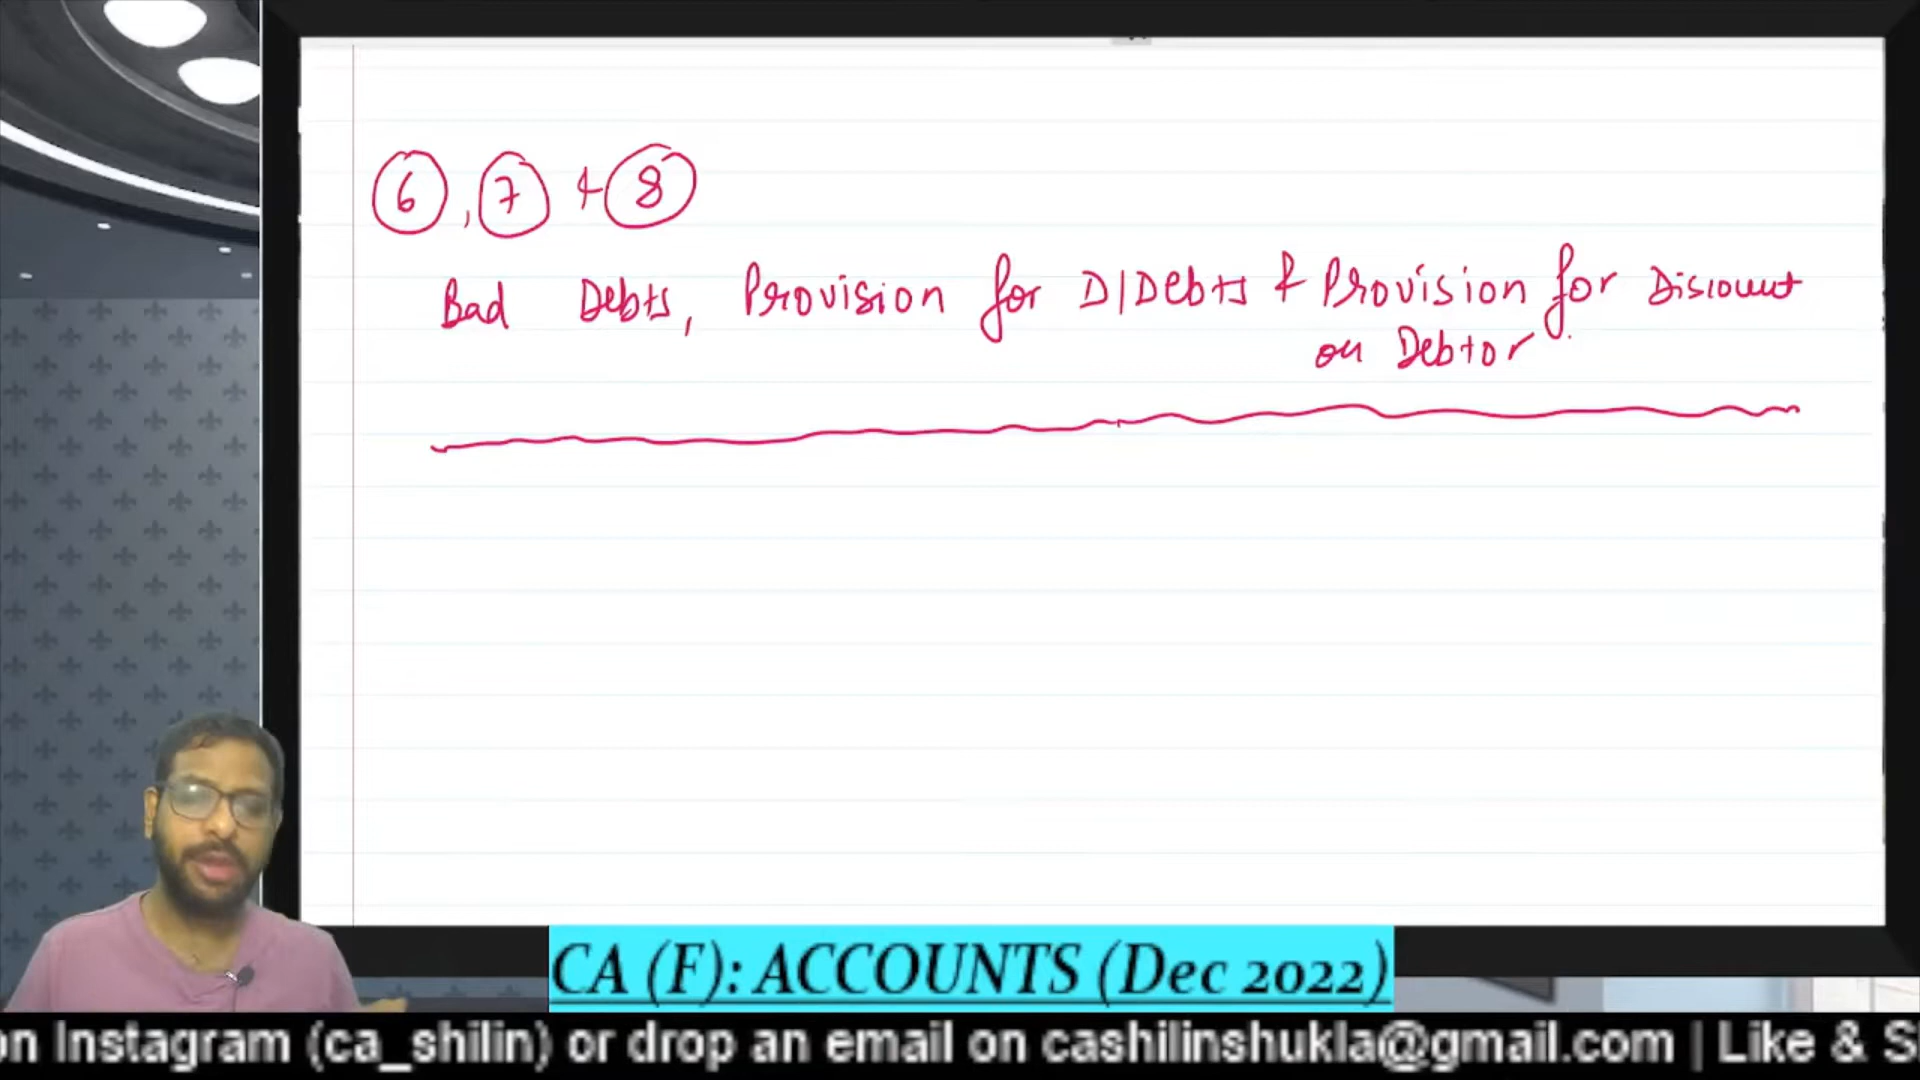 6, 7 & 8
Bad Debts, Provision for D/Debts & Provision for Discount
on Debtor
CA (F): ACCOUNTS (Dec 2022)
on Instagram (ca_shilin) or drop an email on cashilinshukla@gmail.com | Like & S